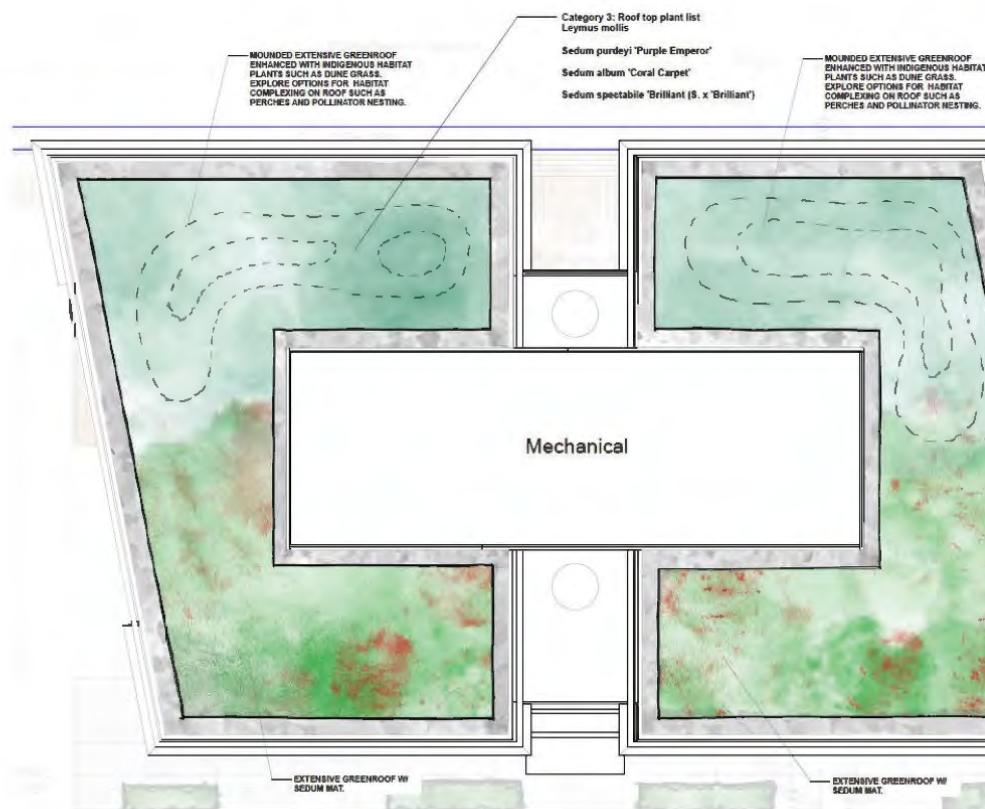 Category 3: Roof top plant list
Leymus mollis
Sedum purdeyi 'Purple Emperor'
Sedum album 'Coral Carpet'
Sedum spectabile 'Brilliant (S. x 'Brilliant')
MOUNDED EXTENSIVE GREENROOF
ENHANCED WITH INDIGENOUS HABITAT
PLANTS SUCH AS DUNE GRASS.
EXPLORE OPTIONS FOR HABITAT
COMPLEXING ON ROOF SUCH AS
PERCHES AND POLLINATOR NESTING.
MOUNDED EXTENSIVE GREENROOF
ENHANCED WITH INDIGENOUS HABITAT
PLANTS SUCH AS DUNE GRASS.
EXPLORE OPTIONS FOR HABITAT
COMPLEXING ON ROOF SUCH AS
PERCHES AND POLLINATOR NESTING.
Mechanical
EXTENSIVE GREENROOF W/
SEDUM MAT.
EXTENSIVE GREENROOF W/
SEDUM MAT.